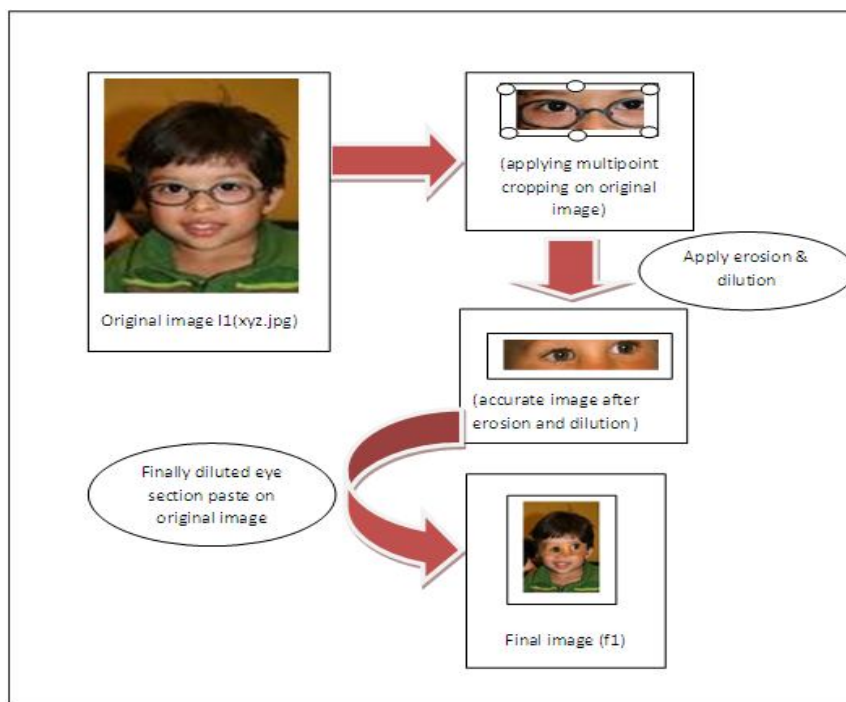 Original image I1(xyz.jpg)
(applying multipoint
cropping on original
image)
Apply erosion &
dilution
(accurate image after
erosion and dilution )
Finally diluted eye
section paste on
original image
Final image (f1)